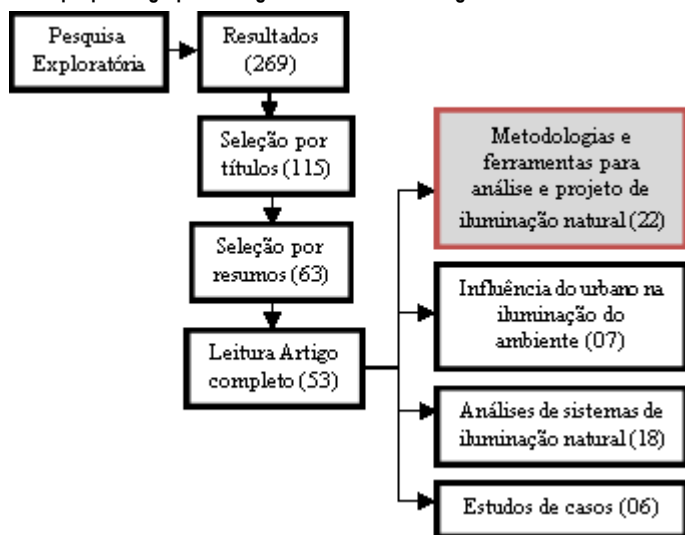 Pesquisa
Exploratória
Resultados
(269)
Seleção por
títulos (115)
Seleção por
resumos (63)
Leitura Artigo
completo (53)
Metodologias e
ferramentas para
análise e projeto de
iluminação natural (22)
Influência do urbano na
iluminação do
ambiente (07)
Análises de sistemas de
iluminação natural (18)
Estudos de casos (06)